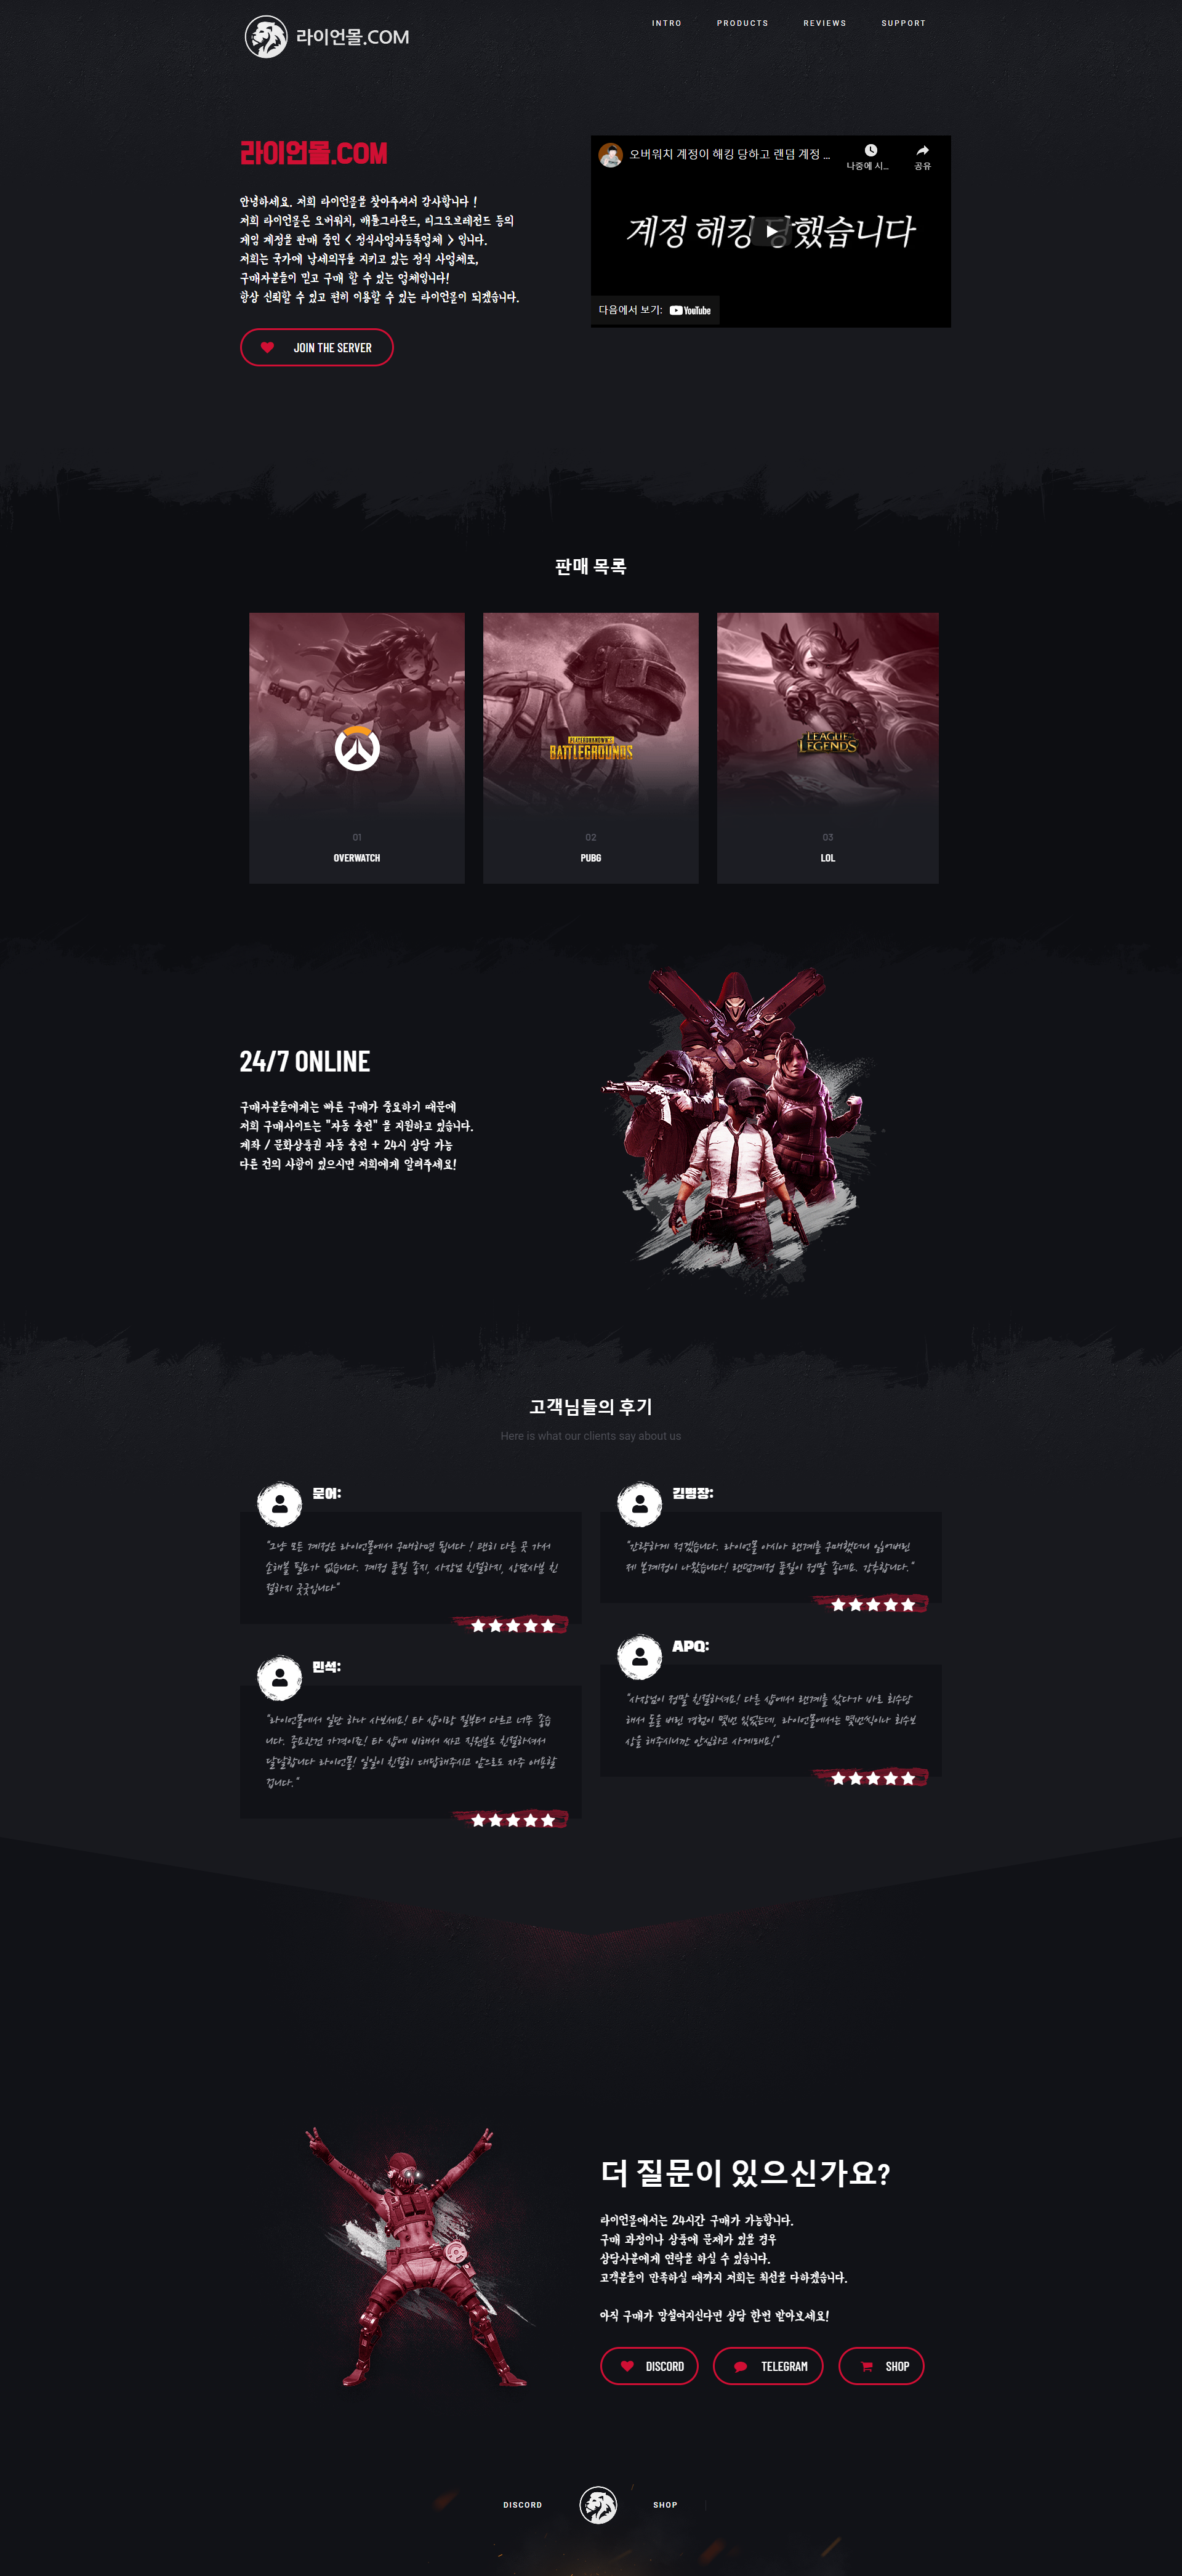 라이언몰.COM
INTRO
PRODUCTS
REVIEWS
SUPPORT
라이언몰.COM
안녕하세요. 저희 라이언몰을 찾아주셔서 감사합니다 !
저희 라이언몰은 오버워치, 배틀그라운드, 리그오브레전드 등의
게임 계정을 판매 중인 < 정식사업자등록업체 > 입니다.
저희는 국가에 납세의무를 지키고 있는 정식 사업체로,
구매자분들이 믿고 구매 할 수 있는 업체입니다!
항상 신뢰할 수 있고 편히 이용할 수 있는 라이언몰이 되겠습니다.
JOIN THE SERVER
오버워치 계정이 해킹 당하고 랜덤 계정 ...
나중에 시...
공유
계정 해킹 당했습니다
다음에서 보기: YouTube
판매 목록
PLAYERUNKNOWN'S
BATTLEGROUNDS
LEAGUE OF
LEGENDS
01
OVERWATCH
02
PUBG
03
LOL
24/7 ONLINE
구매자분들에게는 빠른 구매가 중요하기 때문에
저희 구매사이트는 "자동 충전" 을 지원하고 있습니다.
계좌 / 문화상품권 자동 충전 + 24시 상담 가능
다른 건의 사항이 있으시면 저희에게 알려주세요!
고객님들의 후기
Here is what our clients say about us
문어:
"그냥 모든 계정은 라이언몰에서 구매하면 됩니다 ! 괜히 다른 곳 가서
손해볼 필요가 없습니다. 계정 품질 좋지, 사장님 친절하지, 상담사분 친
절하지 굿굿입니다"
김병장:
"간략하게 적겠습니다. 라이언몰 아시아 랜계를 구매했더니 잃어버린
제 본계정이 나왔습니다! 랜덤계정 품질이 정말 좋네요. 강추합니다."
민석:
"라이언몰에서 일단 하나 사보세요! 타 샵이랑 질부터 다르고 너무 좋습
니다. 중요한건 가격이죠! 타 샵에 비해서 싸고 직원분도 친절하셔서
달달합니다 라이언몰! 일일이 친절히 대답해주시고 앞으로도 자주 애용할
겁니다."
APQ:
"사장님이 정말 친절하셔요! 다른 샵에서 랜계를 샀다가 바로 회수당
해서 돈을 버린 경험이 몇번 있었는데, 라이언몰에서는 몇번씩이나 회수보
상을 해주시니깐 안심하고 사게돼요!"
더 질문이 있으신가요?
라이언몰에서는 24시간 구매가 가능합니다.
구매 과정이나 상품에 문제가 있을 경우
상담사분에게 연락을 하실 수 있습니다.
고객분들이 만족하실 때까지 저희는 최선을 다하겠습니다.
아직 구매가 망설여지신다면 상담 한번 받아보세요!
DISCORD
TELEGRAM
SHOP
DISCORD
SHOP